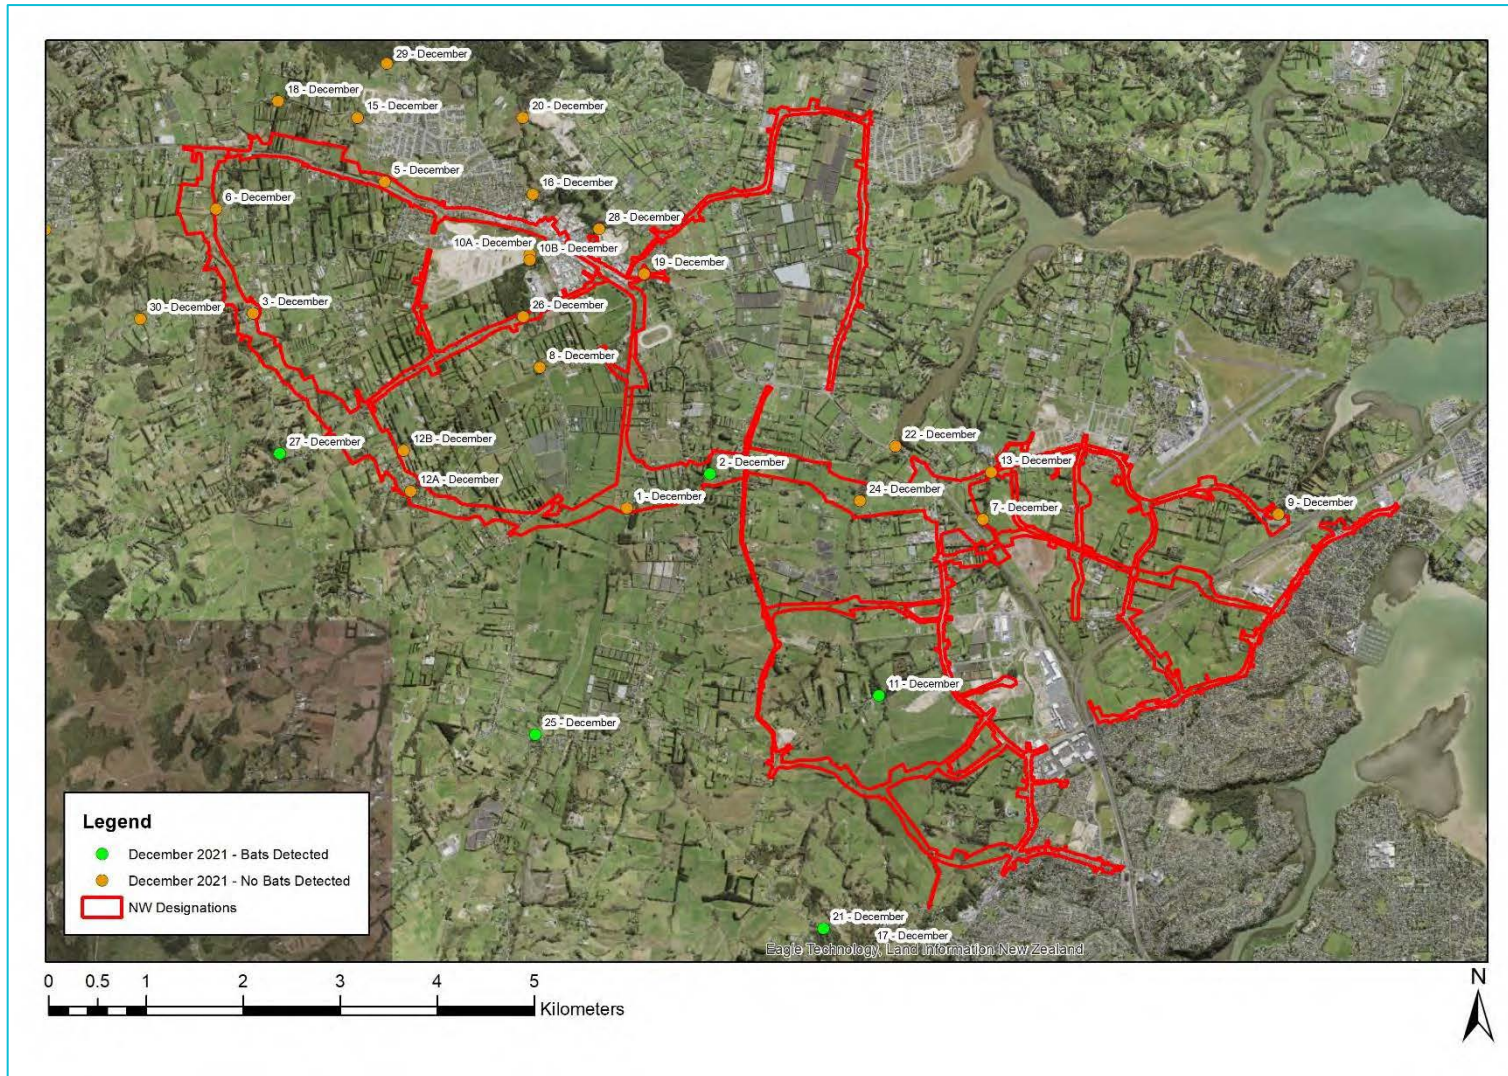 29 - December
18 - December
15 - December
20 - December
5 - December
16 - December
6 - December
28 - December
10A - December
10B - December
19 - December
30 - December
3 - December
26 - December
8 - December
27 - December
12B - December
22 - December
2 - December
13 - December
12A - December
1 - December
24 - December
7 - December
9 - December
11 - December
25 - December
21 - December
17 - December
Eagle Technology, Land Information New Zealand
Legend
December 2021 - Bats Detected
December 2021 - No Bats Detected
NW Designations
0 0.5 1 2 3 4 5
Kilometers
N